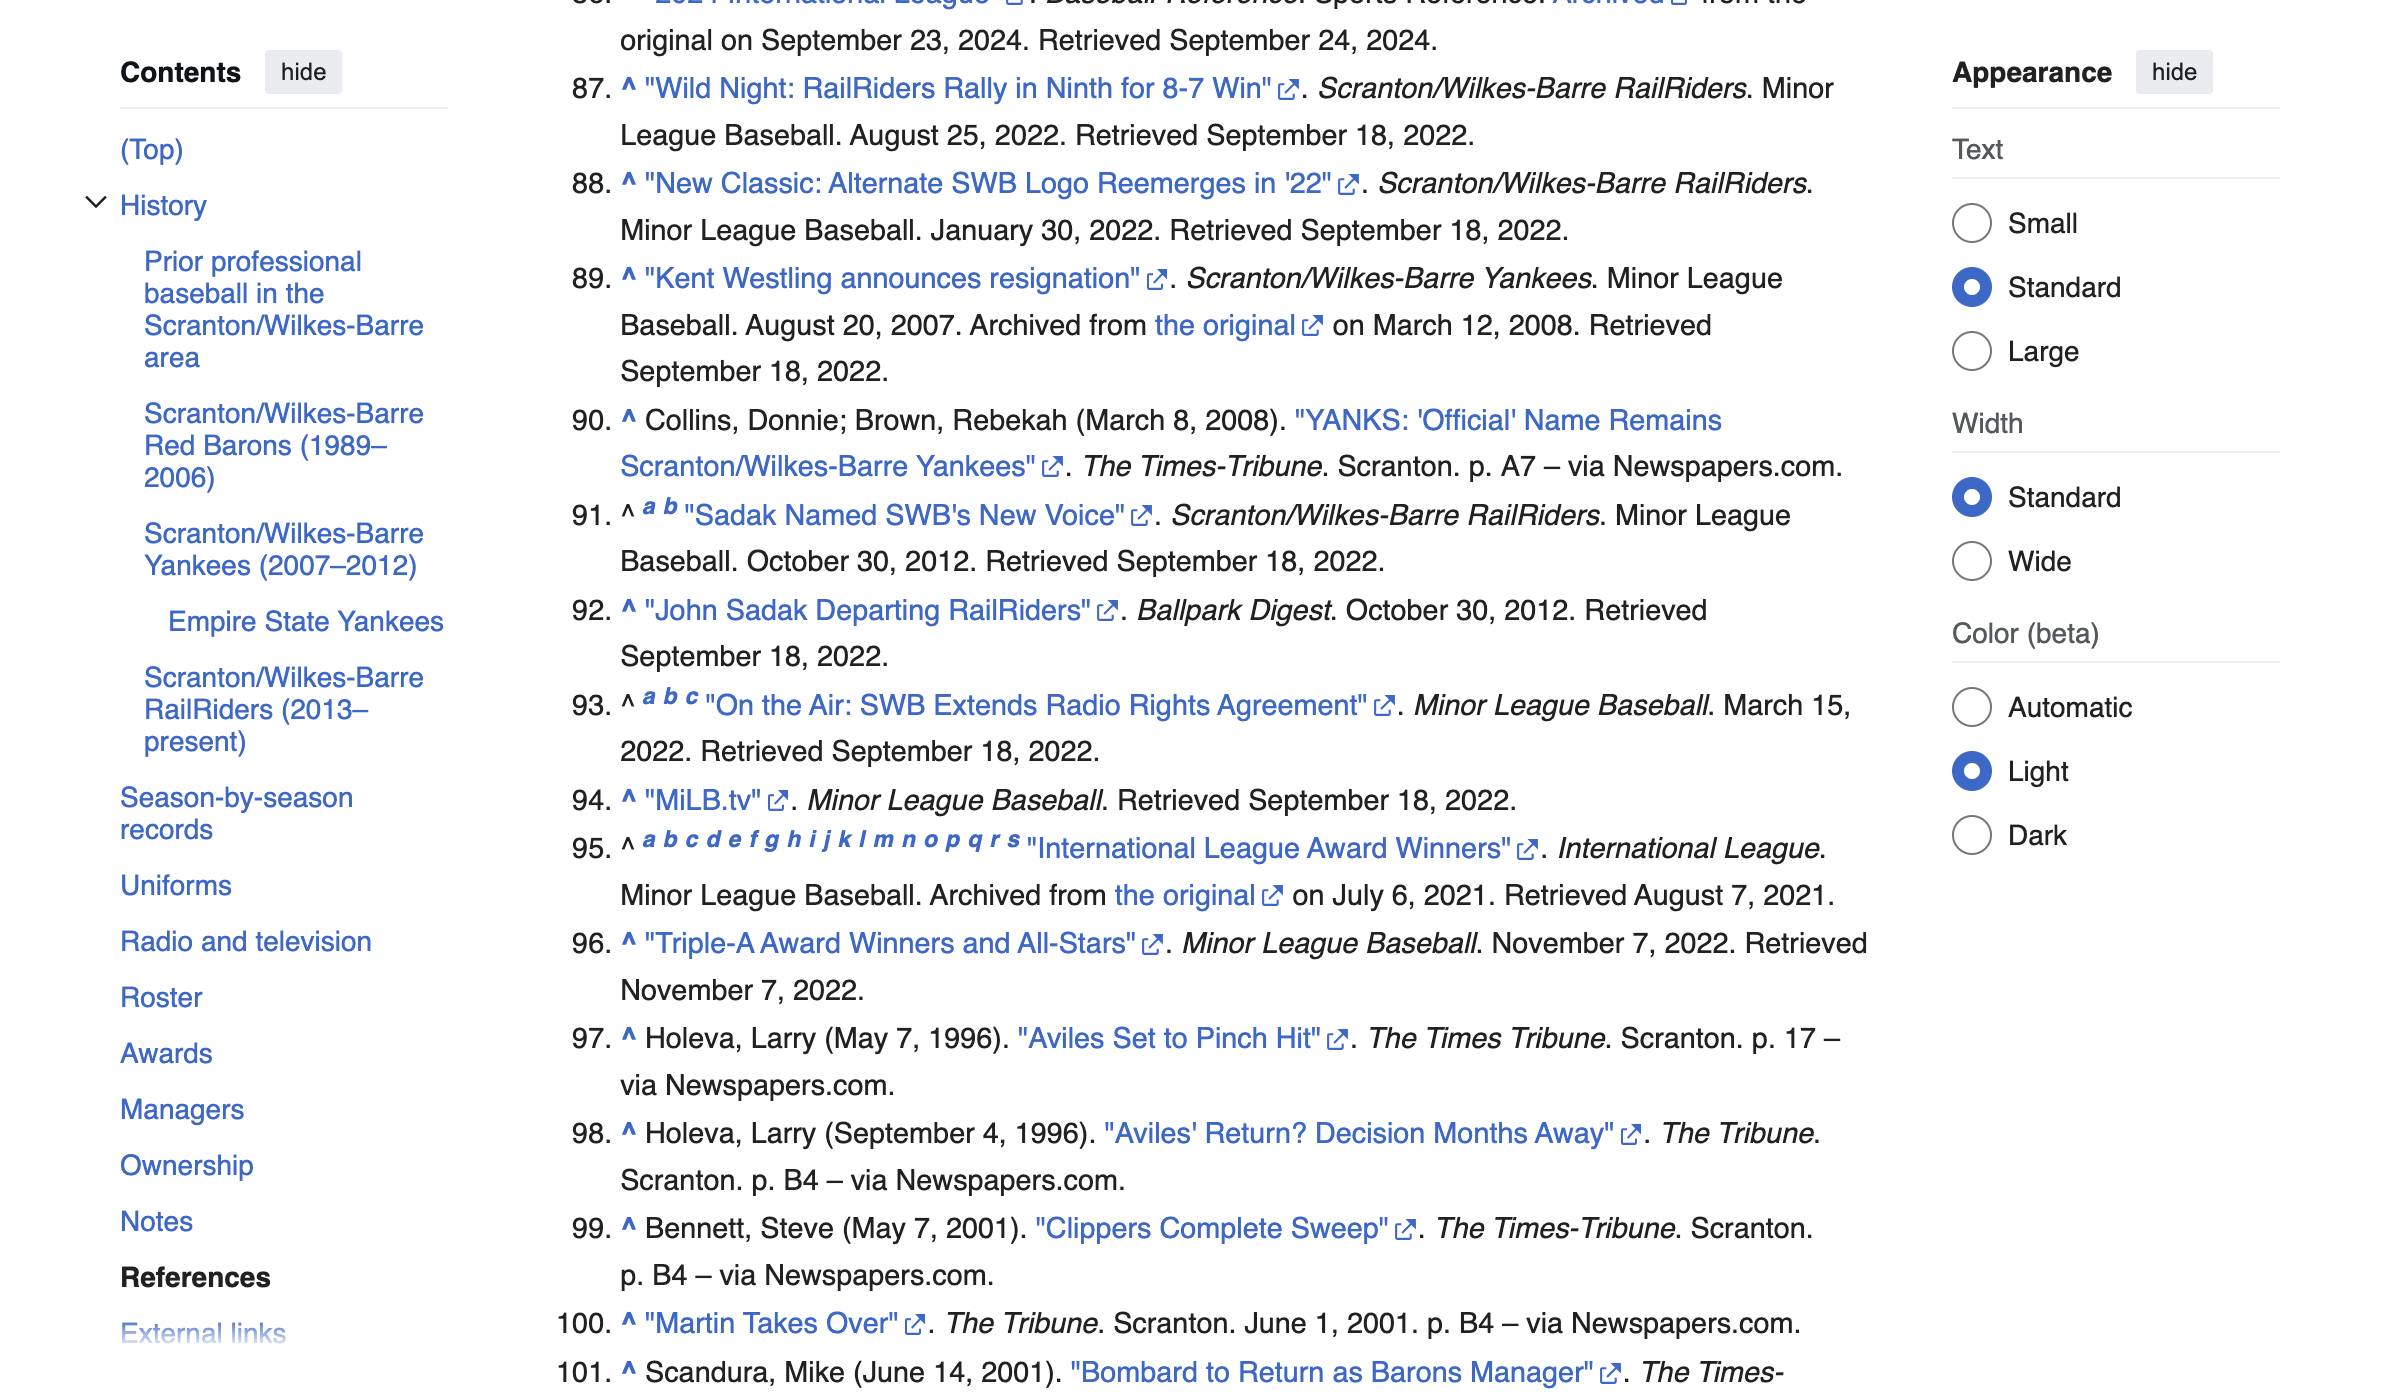 Contents hide
(Top)
History
Prior professional
baseball in the
Scranton/Wilkes-Barre
area
Scranton/Wilkes-Barre
Red Barons (1989–
2006)
Scranton/Wilkes-Barre
Yankees (2007–2012)
Empire State Yankees
Scranton/Wilkes-Barre
RailRiders (2013–
present)
Season-by-season
records
Uniforms
Radio and television
Roster
Awards
Managers
Ownership
Notes
References
External links
original on September 23, 2024. Retrieved September 24, 2024.
87. ^ "Wild Night: RailRiders Rally in Ninth for 8-7 Win". Scranton/Wilkes-Barre RailRiders. Minor
League Baseball. August 25, 2022. Retrieved September 18, 2022.
88. ^ "New Classic: Alternate SWB Logo Reemerges in '22". Scranton/Wilkes-Barre RailRiders.
Minor League Baseball. January 30, 2022. Retrieved September 18, 2022.
89. ^ "Kent Westling announces resignation". Scranton/Wilkes-Barre Yankees. Minor League
Baseball. August 20, 2007. Archived from the original on March 12, 2008. Retrieved
September 18, 2022.
90. ^ Collins, Donnie; Brown, Rebekah (March 8, 2008). "YANKS: 'Official' Name Remains
Scranton/Wilkes-Barre Yankees". The Times-Tribune. Scranton. p. A7 – via Newspapers.com.
91. ^ a b "Sadak Named SWB's New Voice". Scranton/Wilkes-Barre RailRiders. Minor League
Baseball. October 30, 2012. Retrieved September 18, 2022.
92. ^ "John Sadak Departing RailRiders". Ballpark Digest. October 30, 2012. Retrieved
September 18, 2022.
93. ^ a b c "On the Air: SWB Extends Radio Rights Agreement". Minor League Baseball. March 15,
2022. Retrieved September 18, 2022.
94. ^ "MiLB.tv". Minor League Baseball. Retrieved September 18, 2022.
95. ^ a b c d e f g h i j k l m n o p q r s "International League Award Winners". International League.
Minor League Baseball. Archived from the original on July 6, 2021. Retrieved August 7, 2021.
96. ^ "Triple-A Award Winners and All-Stars". Minor League Baseball. November 7, 2022. Retrieved
November 7, 2022.
97. ^ Holeva, Larry (May 7, 1996). "Aviles Set to Pinch Hit". The Times Tribune. Scranton. p. 17 –
via Newspapers.com.
98. ^ Holeva, Larry (September 4, 1996). "Aviles' Return? Decision Months Away". The Tribune.
Scranton. p. B4 – via Newspapers.com.
99. ^ Bennett, Steve (May 7, 2001). "Clippers Complete Sweep". The Times-Tribune. Scranton.
p. B4 – via Newspapers.com.
100. ^ "Martin Takes Over". The Tribune. Scranton. June 1, 2001. p. B4 – via Newspapers.com.
101. ^ Scandura, Mike (June 14, 2001). "Bombard to Return as Barons Manager". The Times-
Appearance hide
Text
Small
Standard
Large
Width
Standard
Wide
Color (beta)
Automatic
Light
Dark